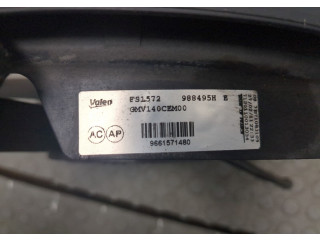 Valeo
FS1572 988495H E
GMV140CEM00
AC AP
9661571480